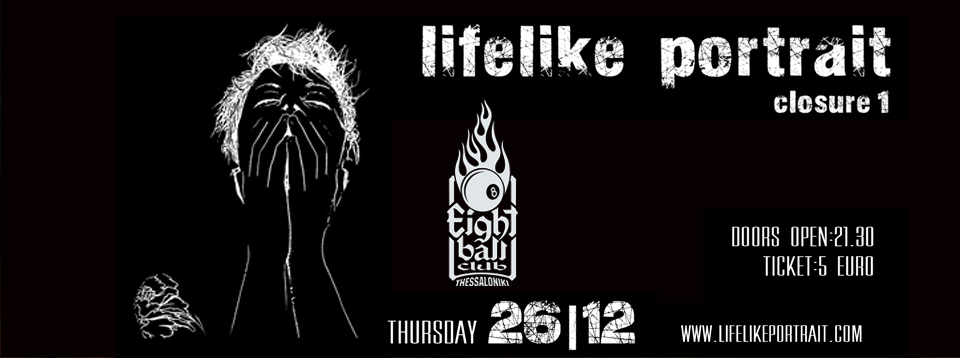 lifelike portrait
closure 1
8
Eight
ball
club
THESSALONIKI
DOORS OPEN:21.30
TICKET:5 EURO
THURSDAY 26|12
WWW.LIFELIKEPORTRAIT.COM